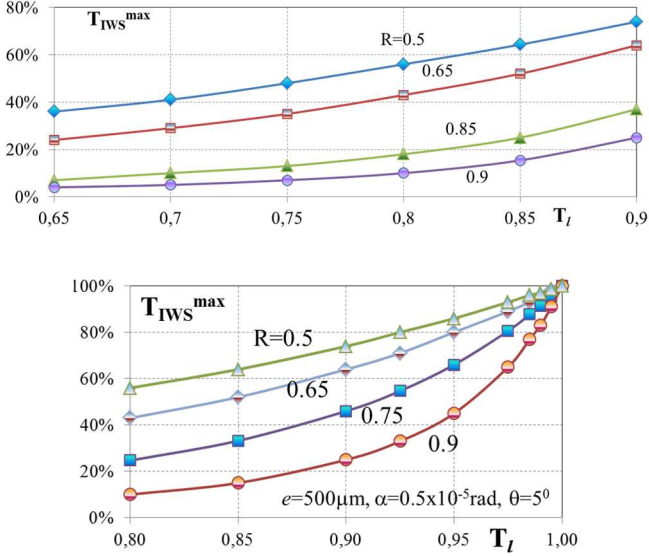 80%
T_IWS^max
R=0.5
60%
0.65
40%
0.85
20%
0.9
0%
0,65 0,7 0,75 0,8 0,85 T_l 0,9
100%
T_IWS^max
80%
R=0.5
60%
0.65
0.75
40%
0.9
20%
e=500µm, α=0.5x10⁻⁵rad, θ=5⁰
0%
0,80 0,85 0,90 0,95 T_l 1,00